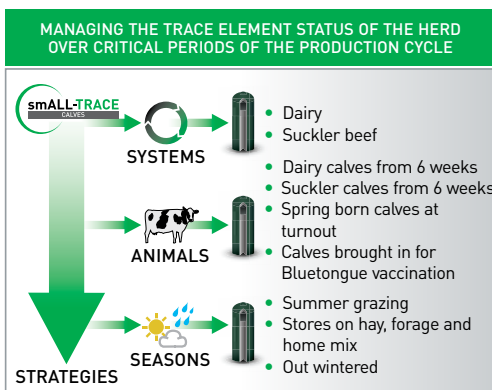 MANAGING THE TRACE ELEMENT STATUS OF THE HERD
OVER CRITICAL PERIODS OF THE PRODUCTION CYCLE
smALL-TRACE
CALVES
SYSTEMS
• Dairy
• Suckler beef
ANIMALS
• Dairy calves from 6 weeks
• Suckler calves from 6 weeks
• Spring born calves at
turnout
• Calves brought in for
Bluetongue vaccination
SEASONS
• Summer grazing
• Stores on hay, forage and
home mix
• Out wintered
STRATEGIES